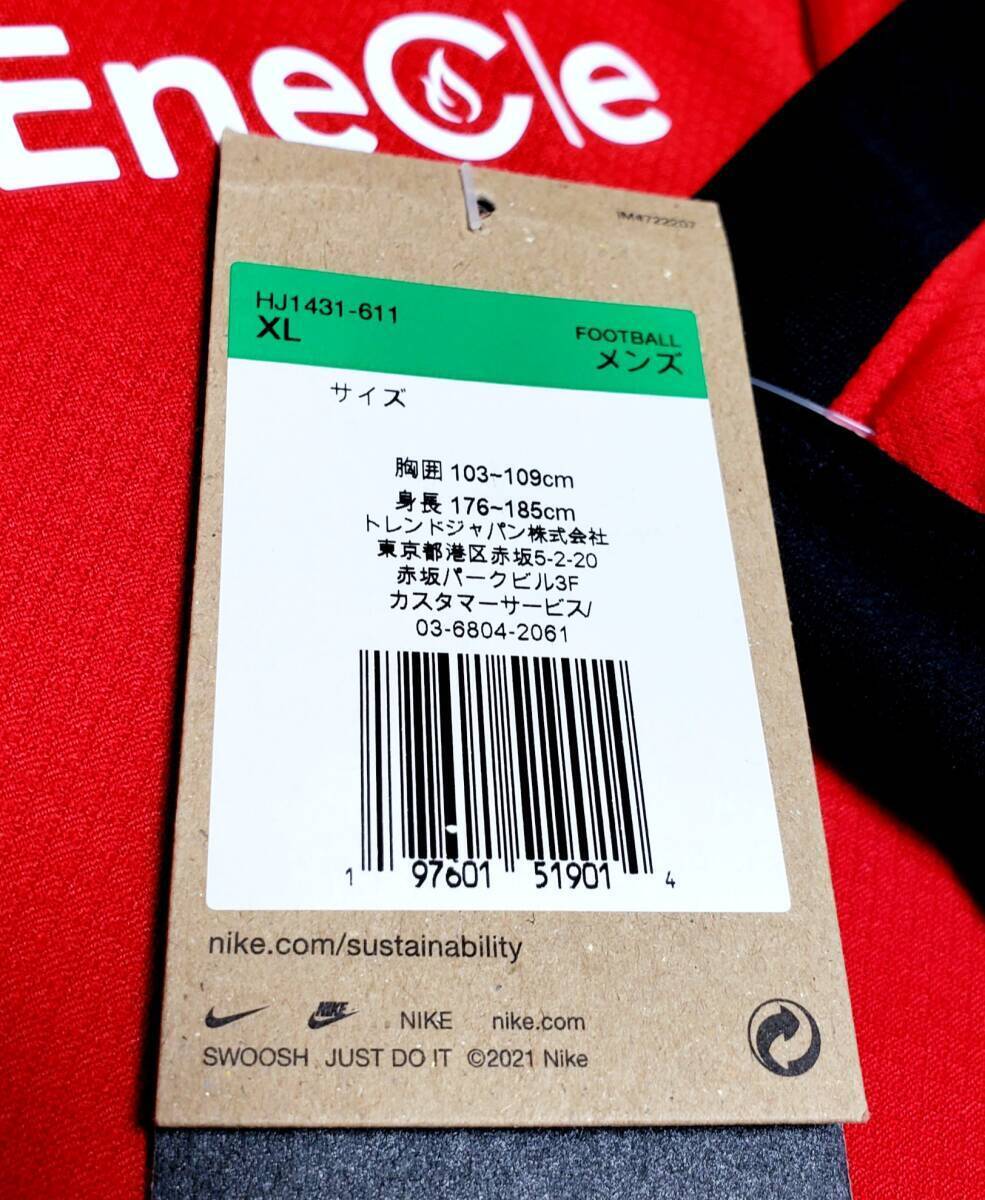 EneCle
IM4722207
HJ1431-611
XL
FOOTBALL
メンズ
サイズ
胸囲 103~109cm
身長 176~185cm
トレンドジャパン株式会社
東京都港区赤坂5-2-20
赤坂パークビル3F
カスタマーサービス/
03-6804-2061
1 97601 51901 4
nike.com/sustainability
NIKE NIKE nike.com
SWOOSH JUST DO IT ©2021 Nike